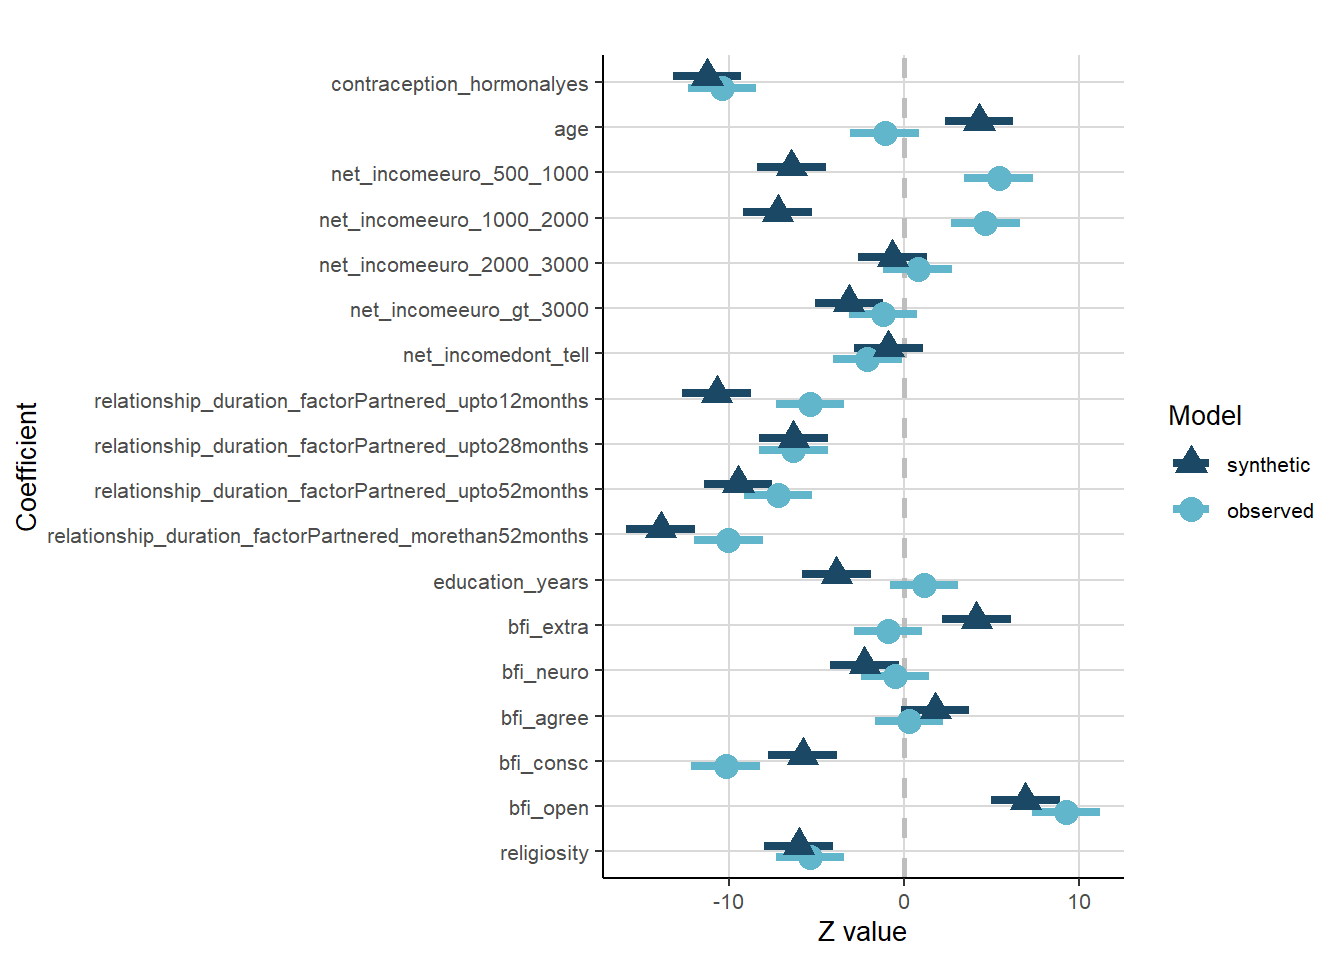 contraception_hormonalyes
age
net_incomeeuro_500_1000
net_incomeeuro_1000_2000
net_incomeeuro_2000_3000
net_incomeeuro_gt_3000
net_incomedont_tell
relationship_duration_factorPartnered_upto12months
relationship_duration_factorPartnered_upto28months
relationship_duration_factorPartnered_upto52months
relationship_duration_factorPartnered_morethan52months
education_years
bfi_extra
bfi_neuro
bfi_agree
bfi_consc
bfi_open
religiosity
Coefficient
-10 0 10
Z value
Model
synthetic
observed